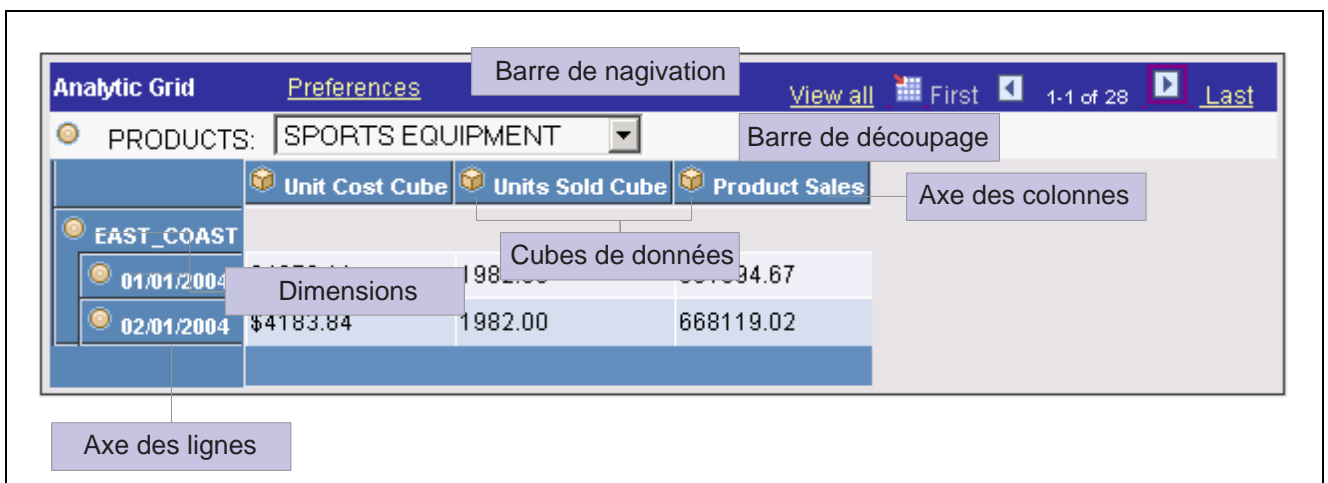 Barre de nagivation
Analytic Grid Preferences View all First 1-1 of 28 Last
PRODUCTS: SPORTS EQUIPMENT
Barre de découpage
Unit Cost Cube Units Sold Cube Product Sales
Axe des colonnes
EAST_COAST
Cubes de données
01/01/2004 94.67
Dimensions
02/01/2004 $4183.84 1982.00 668119.02
Axe des lignes